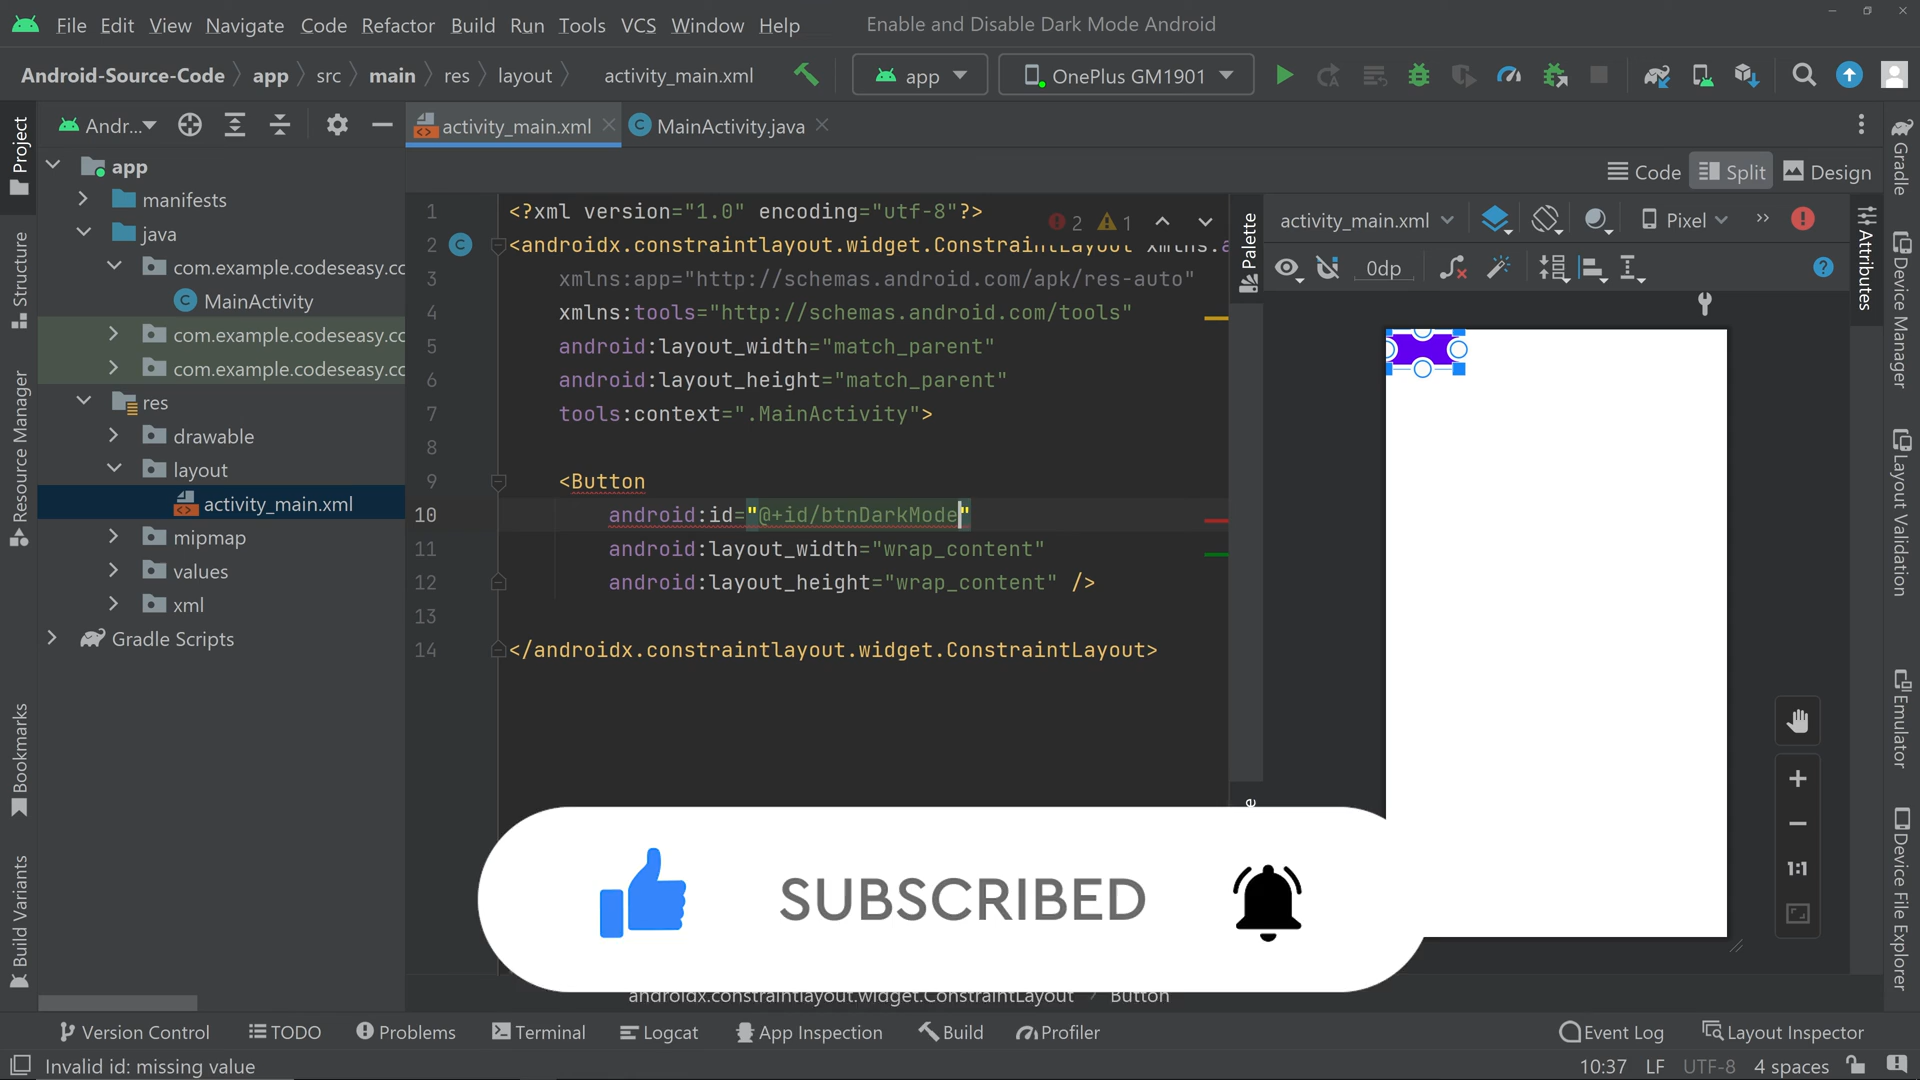 File Edit View Navigate Code Refactor Build Run Tools VCS Window Help Enable and Disable Dark Mode Android
Android-Source-Code app src main res layout activity_main.xml app OnePlus GM1901
Project
Andr...
activity_main.xml
MainActivity.java
Gradle
Code Split Design
app
manifests
java
com.example.codeseasy.cc
MainActivity
com.example.codeseasy.cc
com.example.codeseasy.cc
res
drawable
layout
activity_main.xml
mipmap
values
xml
Gradle Scripts
Structure
Resource Manager
Bookmarks
Build Variants
1 <?xml version="1.0" encoding="utf-8"?>
2 1
2 <androidx.constraintlayout.widget.ConstraintLayout xmlns:a
3 xmlns:app="http://schemas.android.com/apk/res-auto"
4 xmlns:tools="http://schemas.android.com/tools"
5 android:layout_width="match_parent"
6 android:layout_height="match_parent"
7 tools:context=".MainActivity">
8
9 <Button
10 android:id="@+id/btnDarkMode"
11 android:layout_width="wrap_content"
12 android:layout_height="wrap_content" />
13
14 </androidx.constraintlayout.widget.ConstraintLayout>
Palette
activity_main.xml Pixel
0dp
Attributes
Device Manager
Layout Validation
Emulator
Device File Explorer
1:1
SUBSCRIBED
androidx.constraintlayout.widget.ConstraintLayout Button
Version Control TODO Problems Terminal Logcat App Inspection Build Profiler Event Log Layout Inspector
Invalid id: missing value 10:37 LF UTF-8 4 spaces